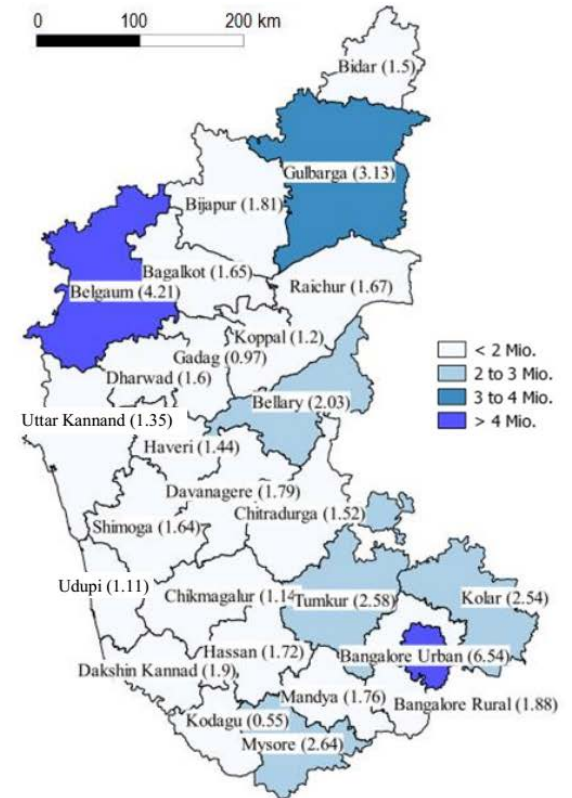 0 100 200 km
Bidar (1.5)
Gulbarga (3.13)
Bijapur (1.81)
Bagalkot (1.65)
Belgaum (4.21)
Raichur (1.67)
Koppal (1.2)
Gadag (0.97)
Dharwad (1.6)
Bellary (2.03)
Uttar Kannand (1.35)
Haveri (1.44)
Davanagere (1.79)
Chitradurga (1.52)
Shimoga (1.64)
Udupi (1.11)
Chikmagalur (1.14
Tumkur (2.58)
Kolar (2.54)
Hassan (1.72)
Bangalore Urban (6.54)
Dakshin Kannad (1.9)
Mandya (1.76)
Bangalore Rural (1.88)
Kodagu (0.55)
Mysore (2.64)
< 2 Mio.
2 to 3 Mio.
3 to 4 Mio.
> 4 Mio.